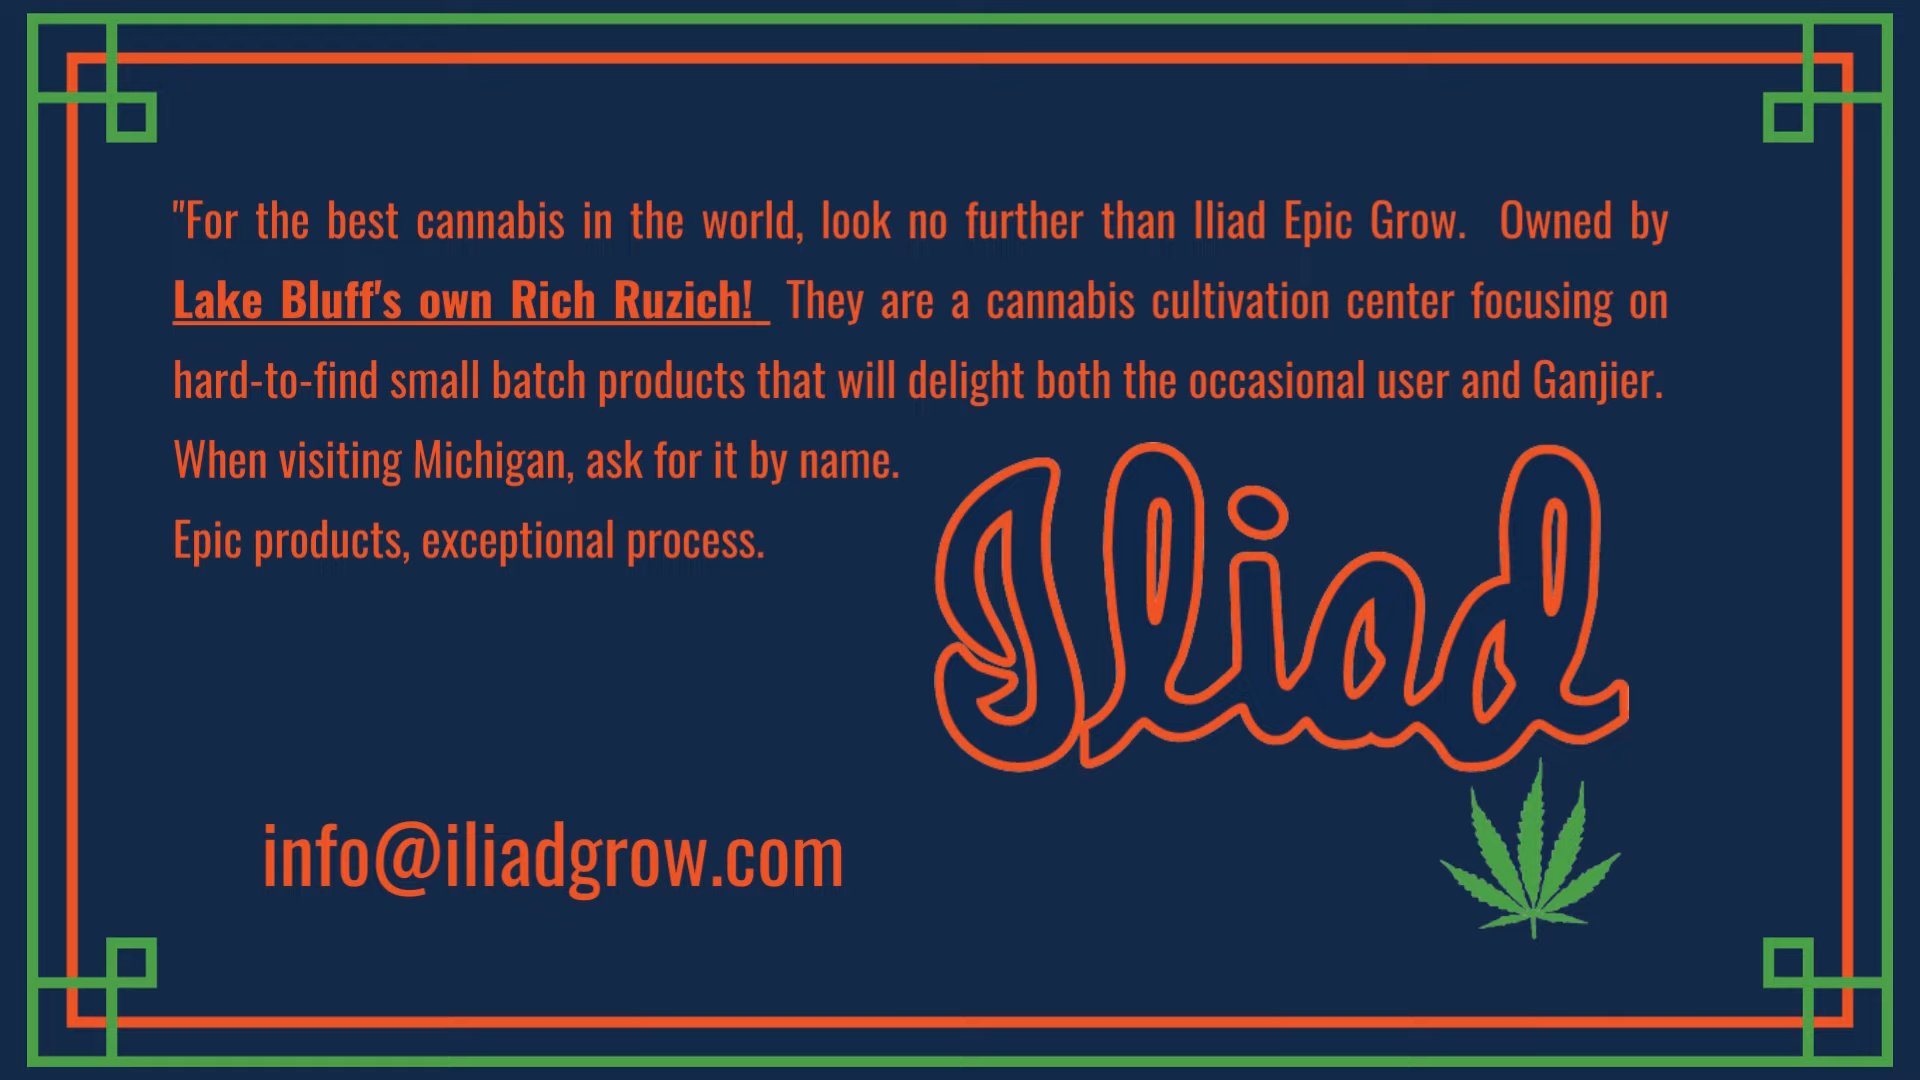 "For the best cannabis in the world, look no further than Iliad Epic Grow. Owned by
Lake Bluff's own Rich Ruzich! They are a cannabis cultivation center focusing on
hard-to-find small batch products that will delight both the occasional user and Ganjier.
When visiting Michigan, ask for it by name.
Epic products, exceptional process.
Iliad
info@iliadgrow.com